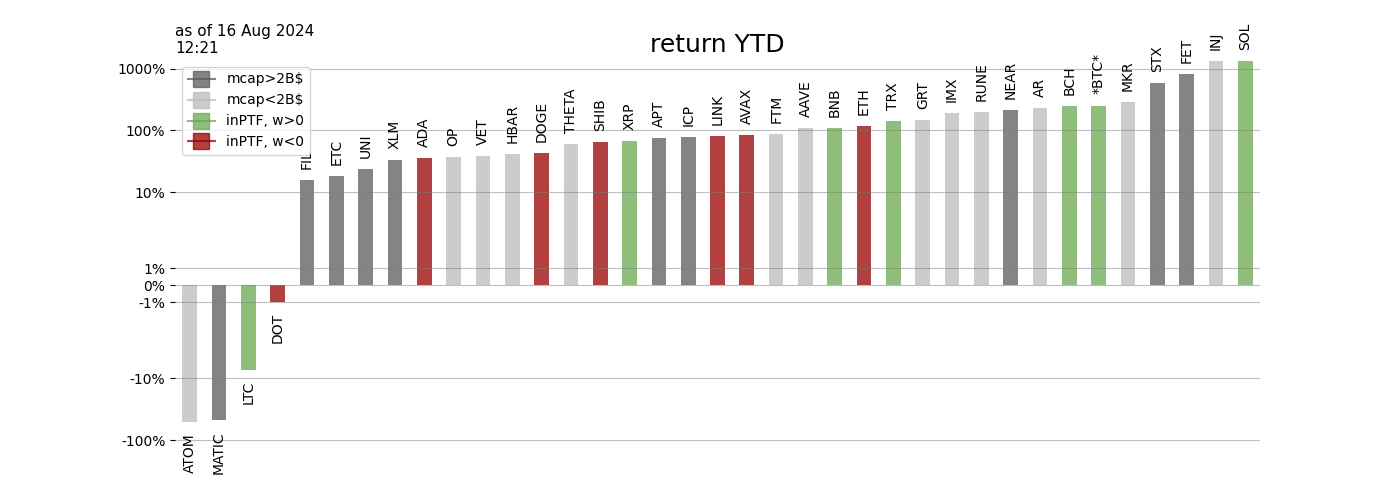 as of 16 Aug 2024
12:21
return YTD
mcap>2B$
mcap<2B$
inPTF, w>0
inPTF, w<0
1000%
100%
10%
1%
0%
-1%
-10%
-100%
ATOM
MATIC
LTC
DOT
FIL
ETC
UNI
XLM
ADA
OP
VET
HBAR
DOGE
THETA
SHIB
XRP
APT
ICP
LINK
AVAX
FTM
AAVE
BNB
ETH
TRX
GRT
IMX
RUNE
NEAR
AR
BCH
*BTC*
MKR
STX
FET
INJ
SOL